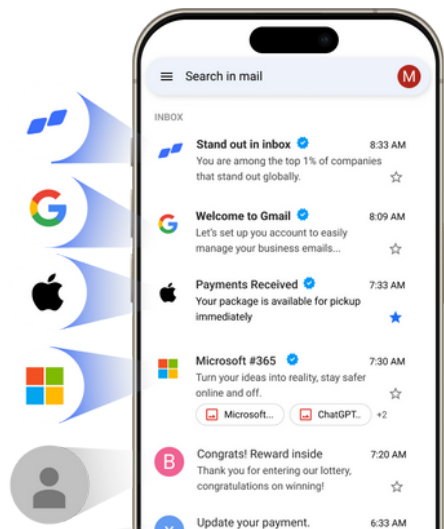 Search in mail
M
INBOX
Stand out in inbox 8:33 AM
You are among the top 1% of companies
that stand out globally.
Welcome to Gmail 8:09 AM
Let's set up you account to easily
manage your business emails...
Payments Received 7:33 AM
Your package is available for pickup
immediately
Microsoft #365 7:30 AM
Turn your ideas into reality, stay safer
online and off.
Microsoft... ChatGPT.. +2
B
Congrats! Reward inside 7:20 AM
Thank you for entering our lottery,
congratulations on winning!
Update your payment. 6:33 AM